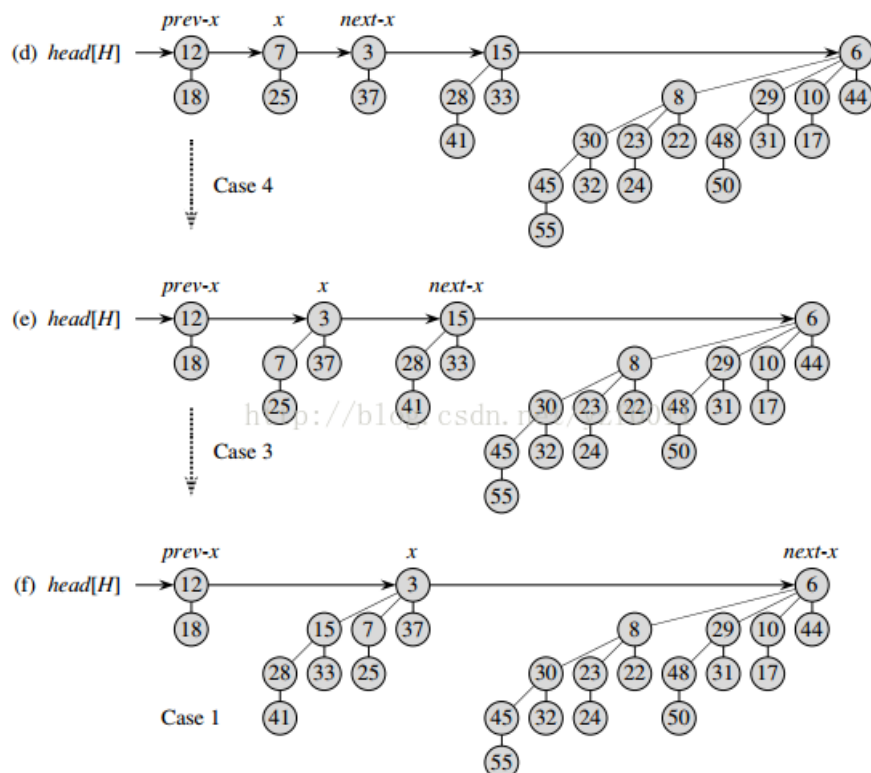 prev-x x next-x
(d) head[H] 12 7 3 15 6
18 25 37 28 33 8 29 10 44
41 30 23 22 48 31 17
Case 4 45 32 24 50
55
prev-x x next-x
(e) head[H] 12 3 15 6
18 7 37 28 33 8 29 10 44
25 41 30 23 22 48 31 17
Case 3 45 32 24 50
55
prev-x x next-x
(f) head[H] 12 3 6
18 15 7 37 8 29 10 44
28 33 25 30 23 22 48 31 17
Case 1 41 45 32 24 50
55